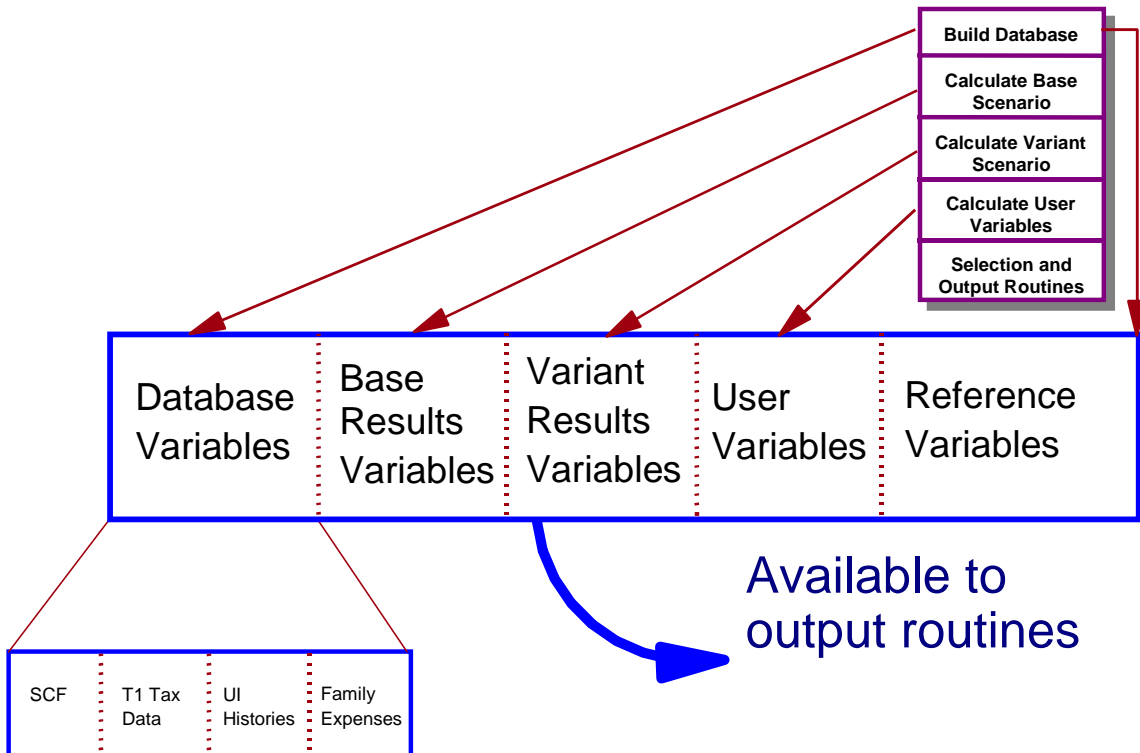 Build Database
Calculate Base
Scenario
Calculate Variant
Scenario
Calculate User
Variables
Selection and
Output Routines
Database
Variables
Base
Results
Variables
Variant
Results
Variables
User
Variables
Reference
Variables
Available to
output routines
SCF
T1 Tax
Data
UI
Histories
Family
Expenses